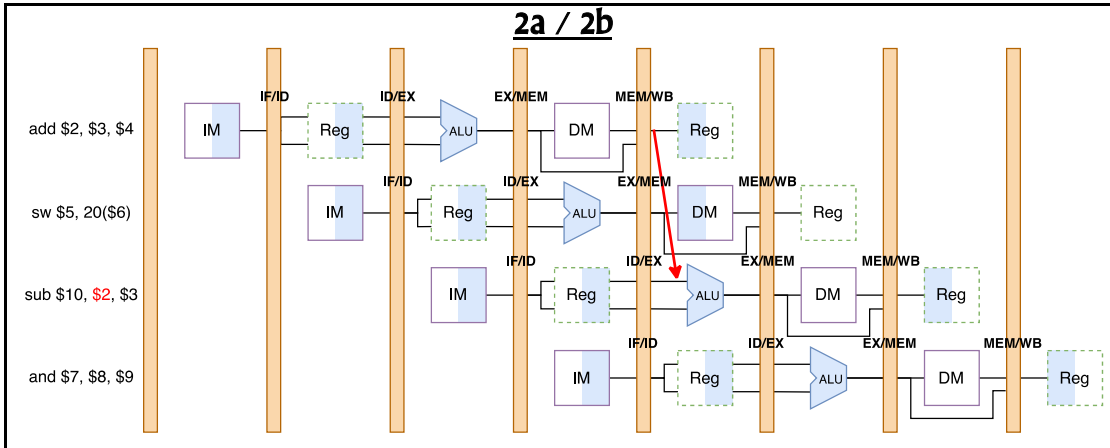 2a / 2b
IF/ID ID/EX EX/MEM MEM/WB
add $2, $3, $4 IM Reg ALU DM Reg
IF/ID ID/EX EX/MEM MEM/WB
sw $5, 20($6) IM Reg ALU DM Reg
IF/ID ID/EX EX/MEM MEM/WB
sub $10, $2, $3 IM Reg ALU DM Reg
IF/ID ID/EX EX/MEM MEM/WB
and $7, $8, $9 IM Reg ALU DM Reg